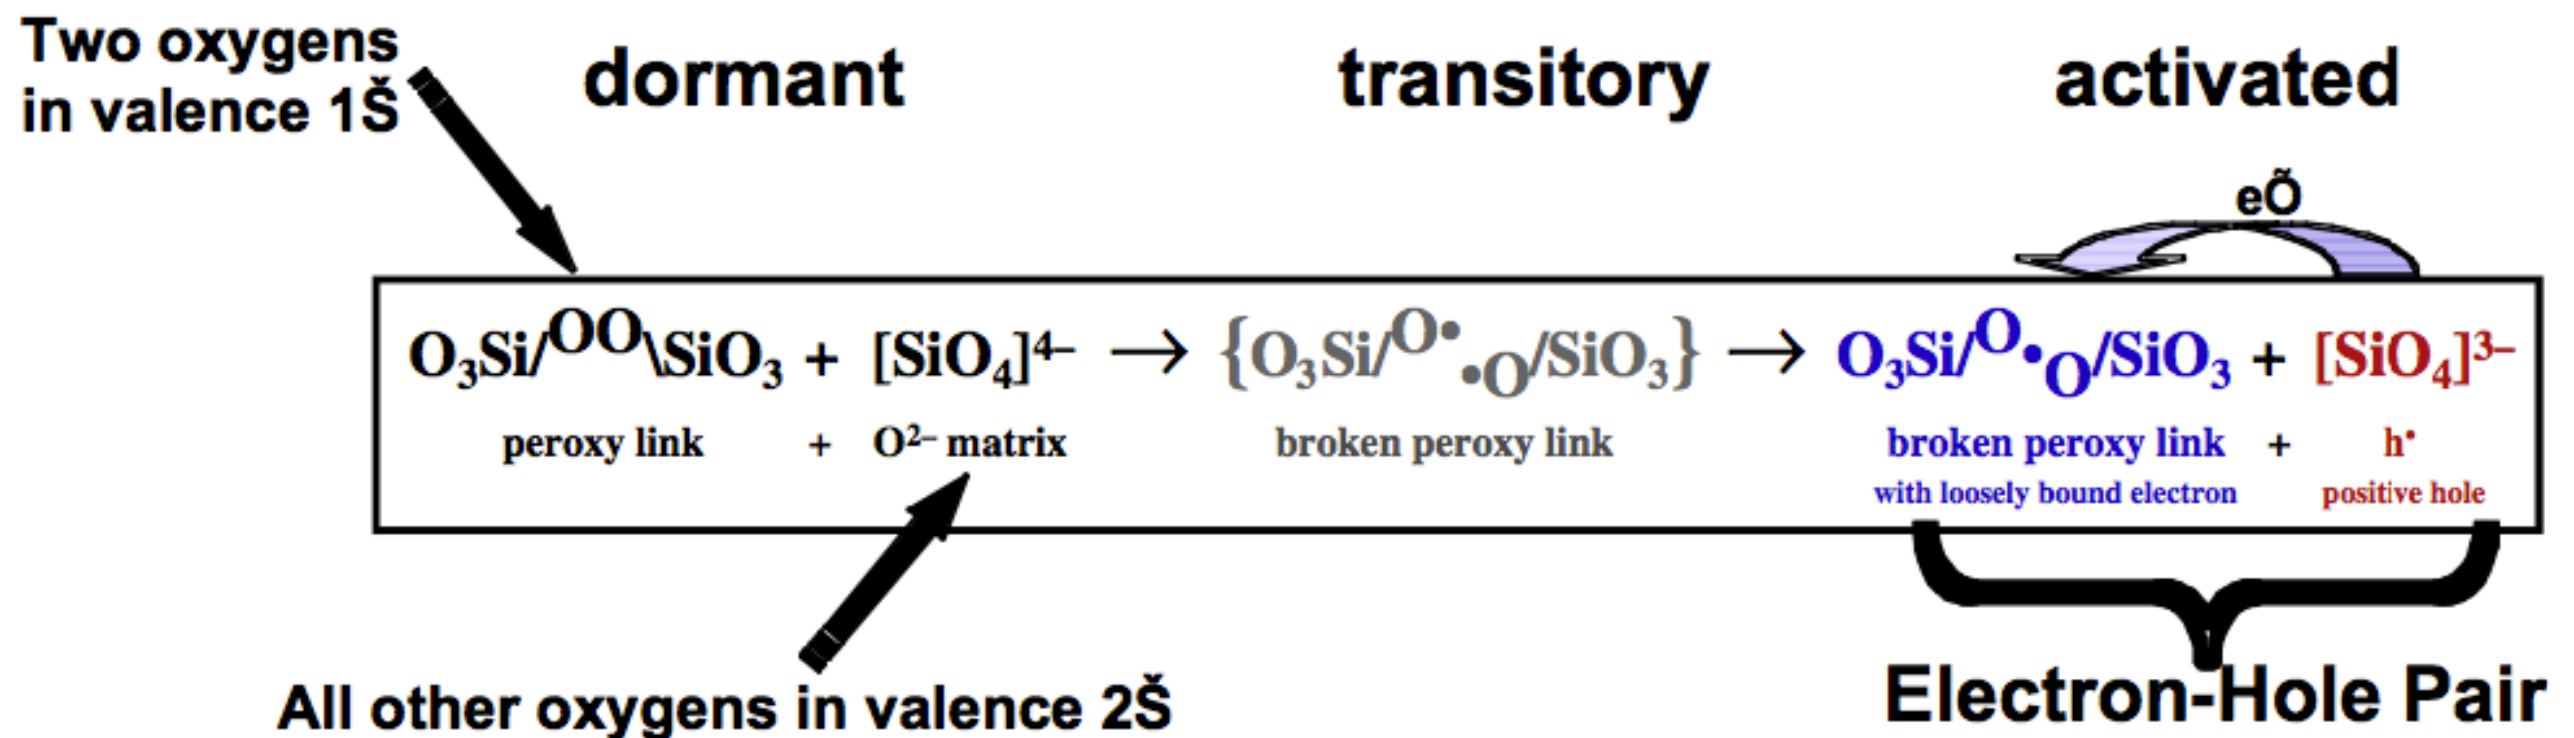 Two oxygens
in valence 1Š
dormant
transitory
activated
eÕ
O₃Si/ᴼᴼ\SiO₃ + [SiO₄]⁴⁻ → {O₃Si/ᴼ• •O/SiO₃} → O₃Si/ᴼ•O/SiO₃ + [SiO₄]³⁻
peroxy link + O²⁻ matrix broken peroxy link broken peroxy link + h•
with loosely bound electron positive hole
All other oxygens in valence 2Š
Electron-Hole Pair